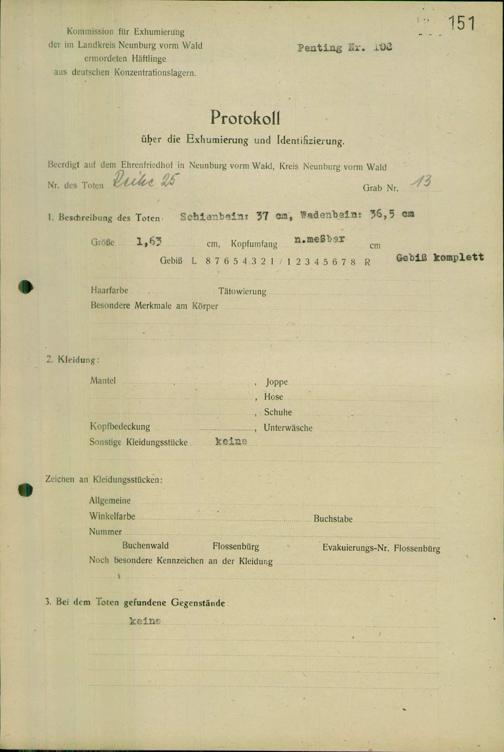 151
Kommission für Exhumierung
der im Landkreis Neunburg vorm Wald
ermordeten Häftlinge
aus deutschen Konzentrationslagern.
Penting Nr.
Protokoll
über die Exhumierung und Identifizierung.
Beerdigt auf dem Ehrenfriedhof in Neunburg vorm Wald, Kreis Neunburg vorm Wald
Nr. des Toten Reihe 25 Grab Nr. 13
1. Beschreibung des Toten: Schienbein: 37 cm, Wadenbein: 36,5 cm
Größe 1,63 cm, Kopfumfang n.meßbar cm
Gebiß L 8 7 6 5 4 3 2 1 / 1 2 3 4 5 6 7 8 R Gebiß komplett
Haarfarbe Tätowierung
Besondere Merkmale am Körper
2. Kleidung:
Mantel , Joppe
, Hose
, Schuhe
Kopfbedeckung , Unterwäsche
Sonstige Kleidungsstücke keine
Zeichen an Kleidungsstücken:
Allgemeine
Winkelfarbe Buchstabe
Nummer
Buchenwald Flossenbürg Evakuierungs-Nr. Flossenbürg
Noch besondere Kennzeichen an der Kleidung
3. Bei dem Toten gefundene Gegenstände
keine